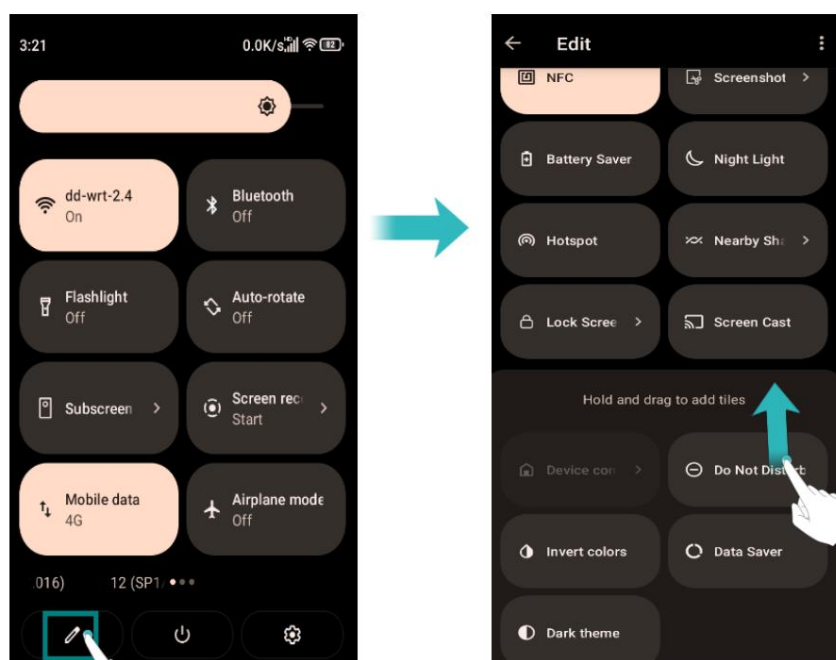 3:21
0.0K/s
82
dd-wrt-2.4
On
Bluetooth
Off
Flashlight
Off
Auto-rotate
Off
Subscreen
Screen rec
Start
Mobile data
4G
Airplane mode
Off
.016)
12 (SP1/
Edit
NFC
Screenshot
Battery Saver
Night Light
Hotspot
Nearby Sh
Lock Scree
Screen Cast
Hold and drag to add tiles
Device con
Do Not Disturb
Invert colors
Data Saver
Dark theme